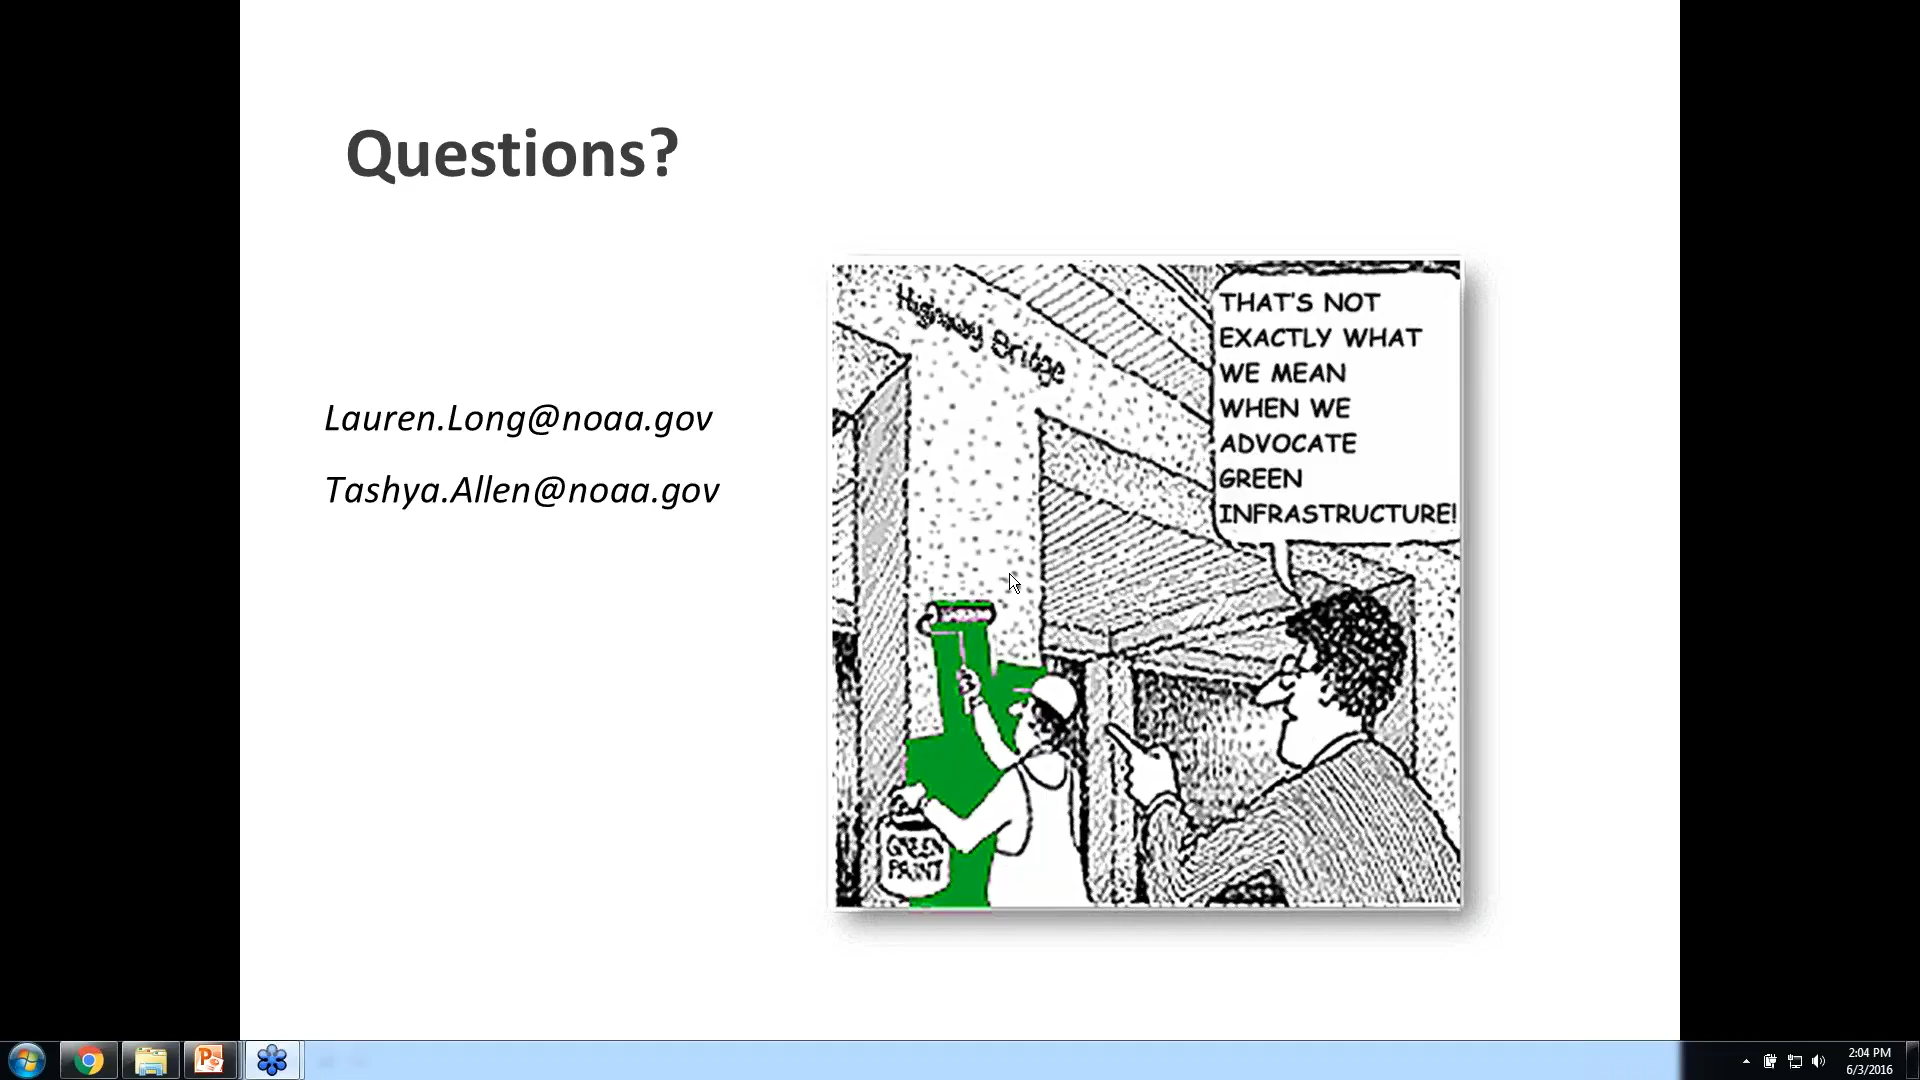 Questions?
Lauren.Long@noaa.gov
Tashya.Allen@noaa.gov
Highway Bridge
THAT'S NOT
EXACTLY WHAT
WE MEAN
WHEN WE
ADVOCATE
GREEN
INFRASTRUCTURE!
GREEN
PAINT
2:04 PM
6/3/2016